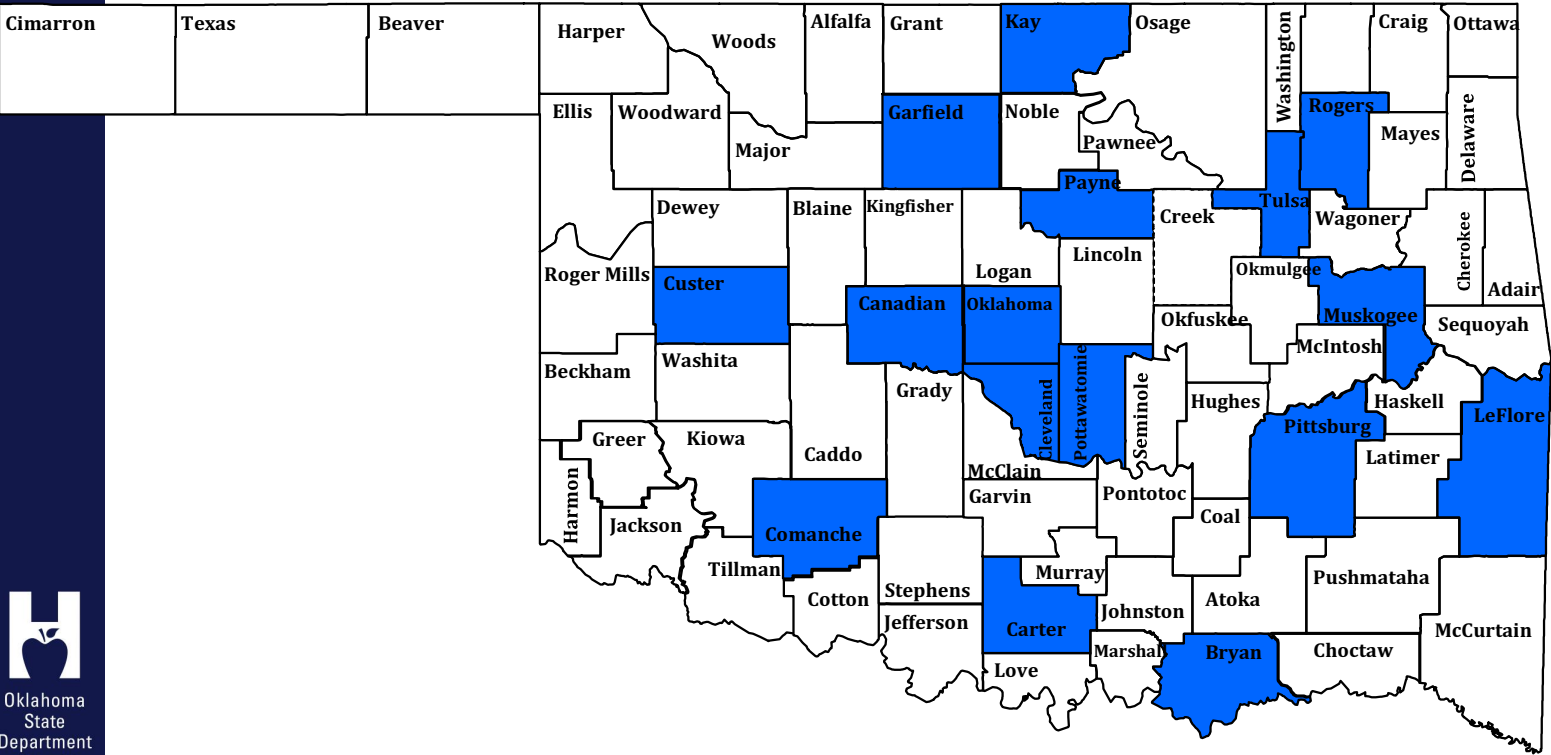 Cimarron
Texas
Beaver
Harper
Woods
Alfalfa
Grant
Kay
Osage
Washington
Craig
Ottawa
Ellis
Woodward
Major
Garfield
Noble
Pawnee
Rogers
Mayes
Delaware
Payne
Dewey
Blaine
Kingfisher
Creek
Tulsa
Wagoner
Cherokee
Adair
Roger Mills
Custer
Logan
Lincoln
Okmulgee
Canadian
Oklahoma
Okfuskee
Muskogee
Sequoyah
Beckham
Washita
Grady
Cleveland
Pottawatomie
Seminole
Hughes
McIntosh
Haskell
LeFlore
Greer
Kiowa
Caddo
McClain
Pittsburg
Latimer
Harmon
Jackson
Comanche
Garvin
Pontotoc
Coal
Tillman
Cotton
Stephens
Murray
Johnston
Atoka
Pushmataha
Jefferson
Carter
Love
Marshal
Bryan
Choctaw
McCurtain
Oklahoma
State
Department